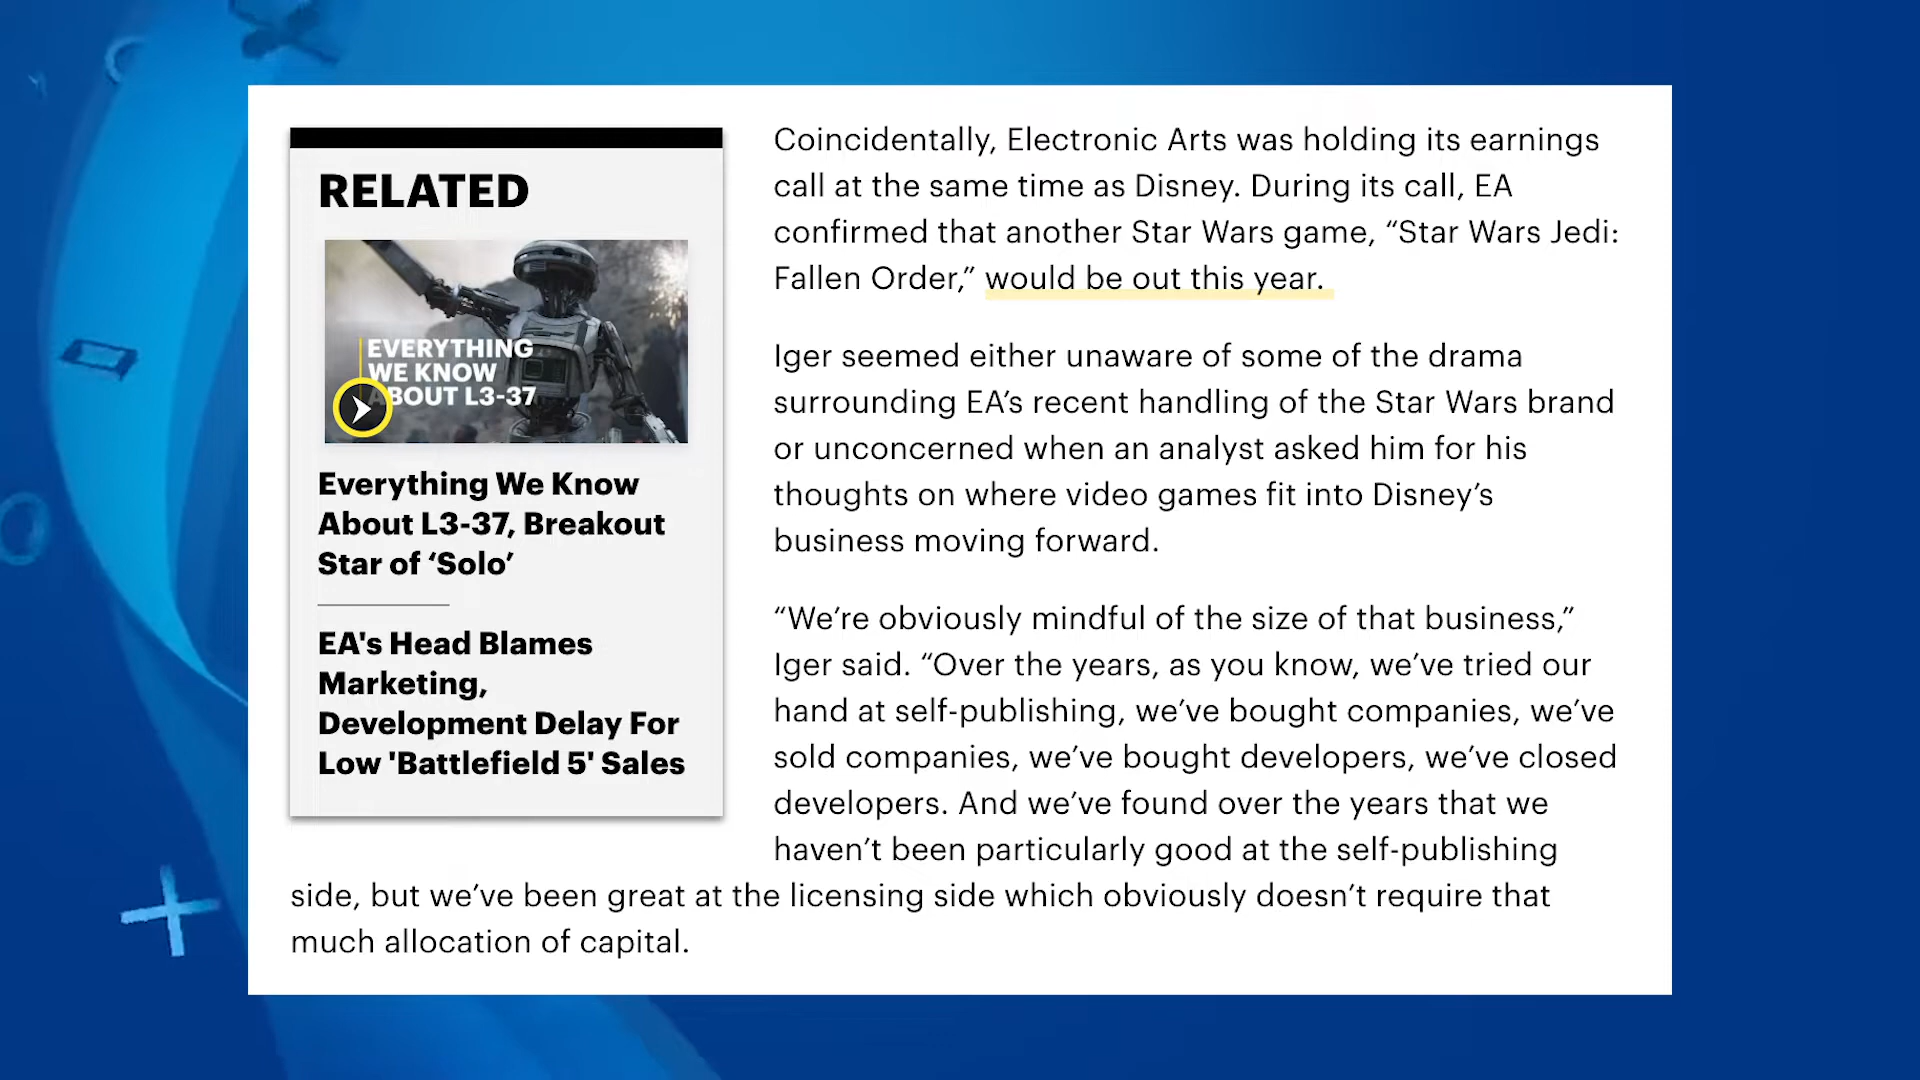 RELATED
EVERYTHING
WE KNOW
ABOUT L3-37
Everything We Know
About L3-37, Breakout
Star of ‘Solo’
EA's Head Blames
Marketing,
Development Delay For
Low 'Battlefield 5' Sales
Coincidentally, Electronic Arts was holding its earnings
call at the same time as Disney. During its call, EA
confirmed that another Star Wars game, “Star Wars Jedi:
Fallen Order,” would be out this year.
Iger seemed either unaware of some of the drama
surrounding EA’s recent handling of the Star Wars brand
or unconcerned when an analyst asked him for his
thoughts on where video games fit into Disney’s
business moving forward.
“We’re obviously mindful of the size of that business,”
Iger said. “Over the years, as you know, we’ve tried our
hand at self-publishing, we’ve bought companies, we’ve
sold companies, we’ve bought developers, we’ve closed
developers. And we’ve found over the years that we
haven’t been particularly good at the self-publishing
side, but we’ve been great at the licensing side which obviously doesn’t require that
much allocation of capital.